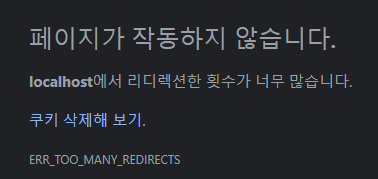 페이지가 작동하지 않습니다.
localhost에서 리디렉션한 횟수가 너무 많습니다.
쿠키 삭제해 보기.
ERR_TOO_MANY_REDIRECTS